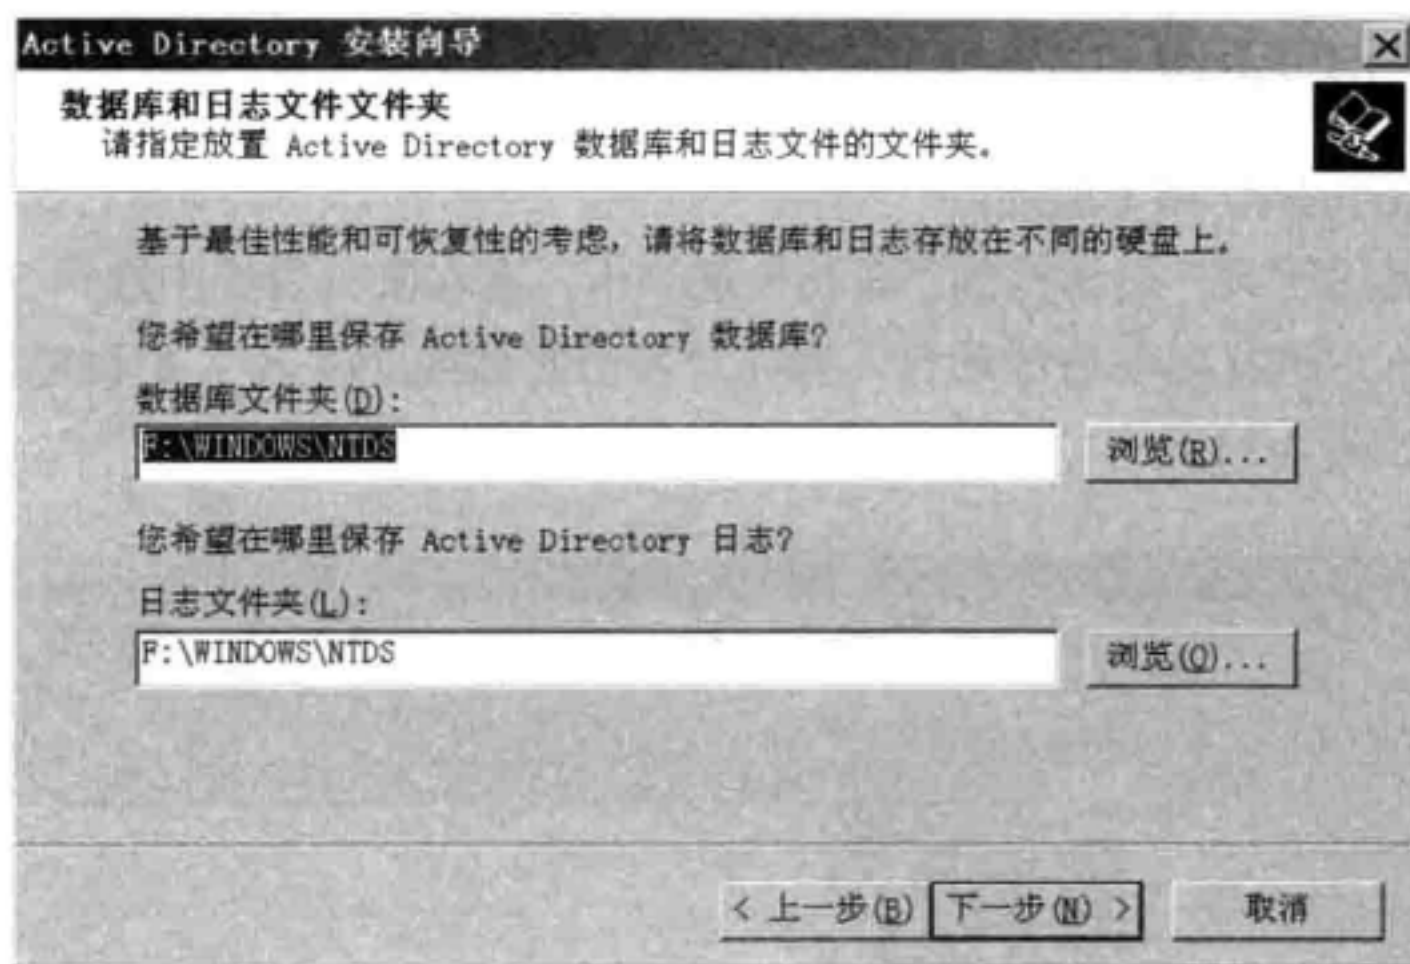 Active Directory 安装向导
数据库和日志文件文件夹
请指定放置 Active Directory 数据库和日志文件的文件夹。
基于最佳性能和可恢复性的考虑，请将数据库和日志存放在不同的硬盘上。
您希望在哪里保存 Active Directory 数据库？
数据库文件夹(D)：
F:\WINDOWS\NTDS
浏览(R)...
您希望在哪里保存 Active Directory 日志？
日志文件夹(L)：
F:\WINDOWS\NTDS
浏览(O)...
< 上一步(B) 下一步(N) > 取消